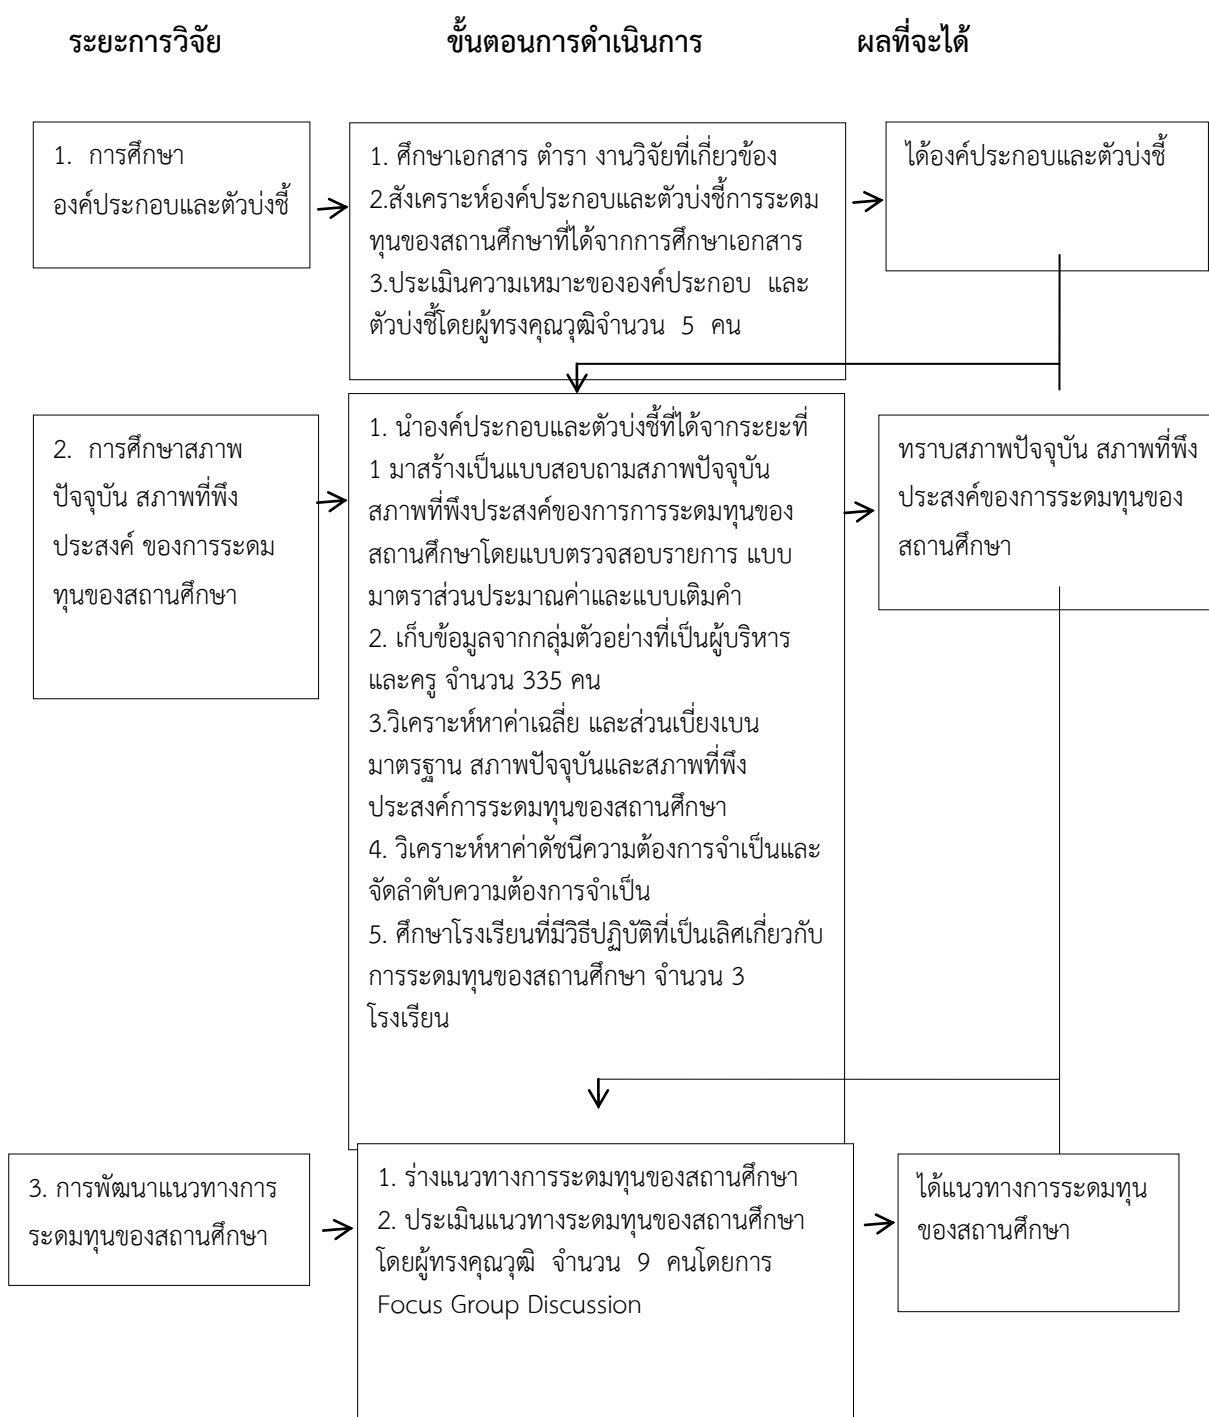 ระยะการวิจัย ขั้นตอนการดำเนินการ ผลที่จะได้
1. การศึกษา
องค์ประกอบและตัวบ่งชี้
1. ศึกษาเอกสาร ตำรา งานวิจัยที่เกี่ยวข้อง
2.สังเคราะห์องค์ประกอบและตัวบ่งชี้การระดม
ทุนของสถานศึกษาที่ได้จากการศึกษาเอกสาร
3.ประเมินความเหมาะขององค์ประกอบ และ
ตัวบ่งชี้โดยผู้ทรงคุณวุฒิจำนวน 5 คน
ได้องค์ประกอบและตัวบ่งชี้
2. การศึกษาสภาพ
ปัจจุบัน สภาพที่พึง
ประสงค์ ของการระดม
ทุนของสถานศึกษา
1. นำองค์ประกอบและตัวบ่งชี้ที่ได้จากระยะที่
1 มาสร้างเป็นแบบสอบถามสภาพปัจจุบัน
สภาพที่พึงประสงค์ของการการระดมทุนของ
สถานศึกษาโดยแบบตรวจสอบรายการ แบบ
มาตราส่วนประมาณค่าและแบบเติมคำ
2. เก็บข้อมูลจากกลุ่มตัวอย่างที่เป็นผู้บริหาร
และครู จำนวน 335 คน
3.วิเคราะห์หาค่าเฉลี่ย และส่วนเบี่ยงเบน
มาตรฐาน สภาพปัจจุบันและสภาพที่พึง
ประสงค์การระดมทุนของสถานศึกษา
4. วิเคราะห์หาค่าดัชนีความต้องการจำเป็นและ
จัดลำดับความต้องการจำเป็น
5. ศึกษาโรงเรียนที่มีวิธีปฏิบัติที่เป็นเลิศเกี่ยวกับ
การระดมทุนของสถานศึกษา จำนวน 3
โรงเรียน
ทราบสภาพปัจจุบัน สภาพที่พึง
ประสงค์ของการระดมทุนของ
สถานศึกษา
3. การพัฒนาแนวทางการ
ระดมทุนของสถานศึกษา
1. ร่างแนวทางการระดมทุนของสถานศึกษา
2. ประเมินแนวทางระดมทุนของสถานศึกษา
โดยผู้ทรงคุณวุฒิ จำนวน 9 คนโดยการ
Focus Group Discussion
ได้แนวทางการระดมทุน
ของสถานศึกษา